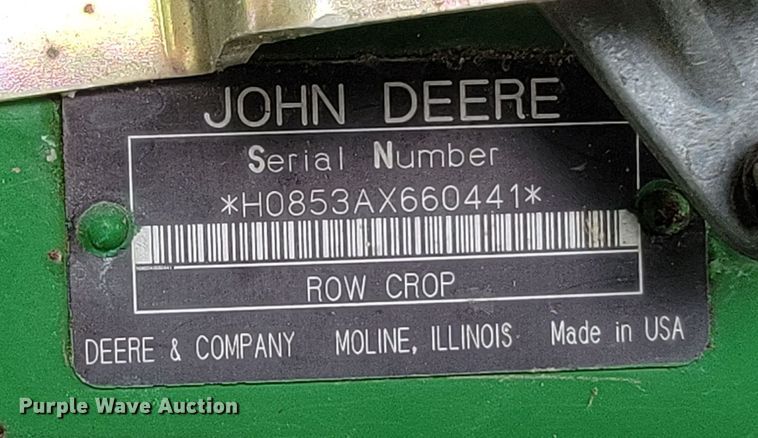 JOHN DEERE
Serial Number
*H0853AX660441*
ROW CROP
DEERE & COMPANY MOLINE, ILLINOIS Made in USA
Purple Wave Auction